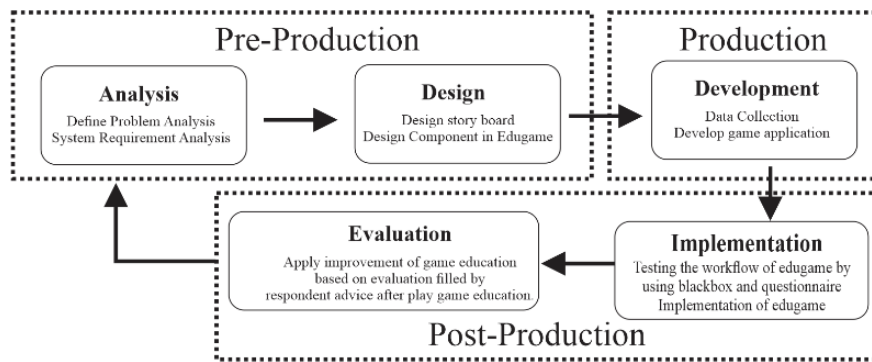 Pre-Production
Analysis
Define Problem Analysis
System Requirement Analysis
Design
Design story board
Design Component in Edugame
Production
Development
Data Collection
Develop game application
Implementation
Testing the workflow of edugame by
using blackbox and questionnaire
Implementation of edugame
Evaluation
Apply improvement of game education
based on evaluation filled by
respondent advice after play game education.
Post-Production